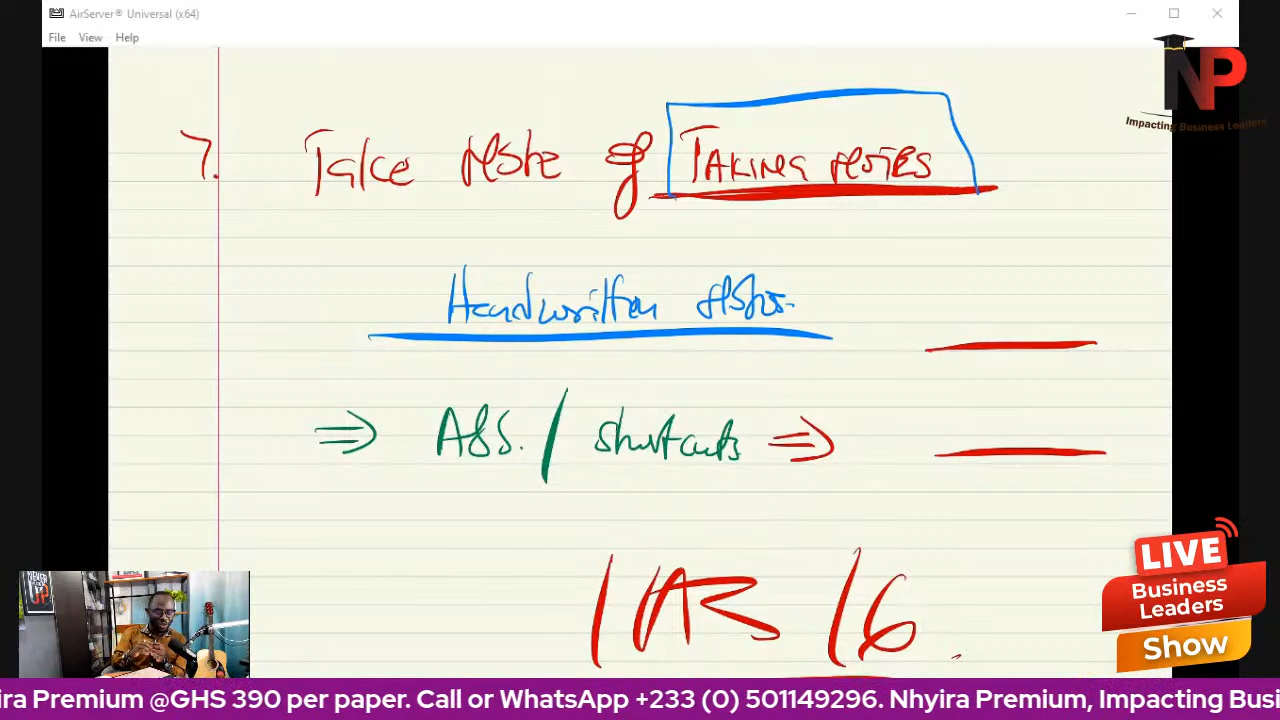 AirServer® Universal (x64)
File View Help
NP
Impacting Business Leaders
7. Take Note of TAKING NOTES
Handwritten Notes.
⇒ Abb. / shortcuts ⇒
IAS 16
LIVE
Business
Leaders
Show
ira Premium @GHS 390 per paper. Call or WhatsApp +233 (0) 501149296. Nhyira Premium, Impacting Busi